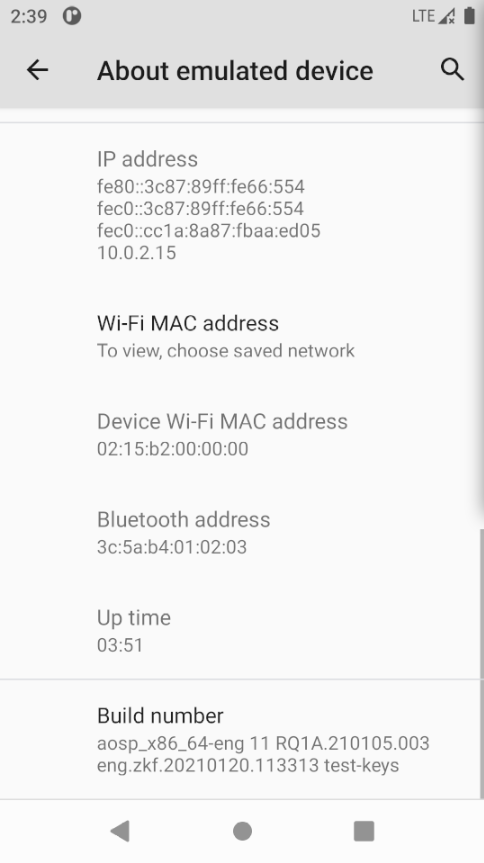 2:39
LTE
About emulated device
IP address
fe80::3c87:89ff:fe66:554
fec0::3c87:89ff:fe66:554
fec0::cc1a:8a87:fbaa:ed05
10.0.2.15
Wi-Fi MAC address
To view, choose saved network
Device Wi-Fi MAC address
02:15:b2:00:00:00
Bluetooth address
3c:5a:b4:01:02:03
Up time
03:51
Build number
aosp_x86_64-eng 11 RQ1A.210105.003
eng.zkf.20210120.113313 test-keys